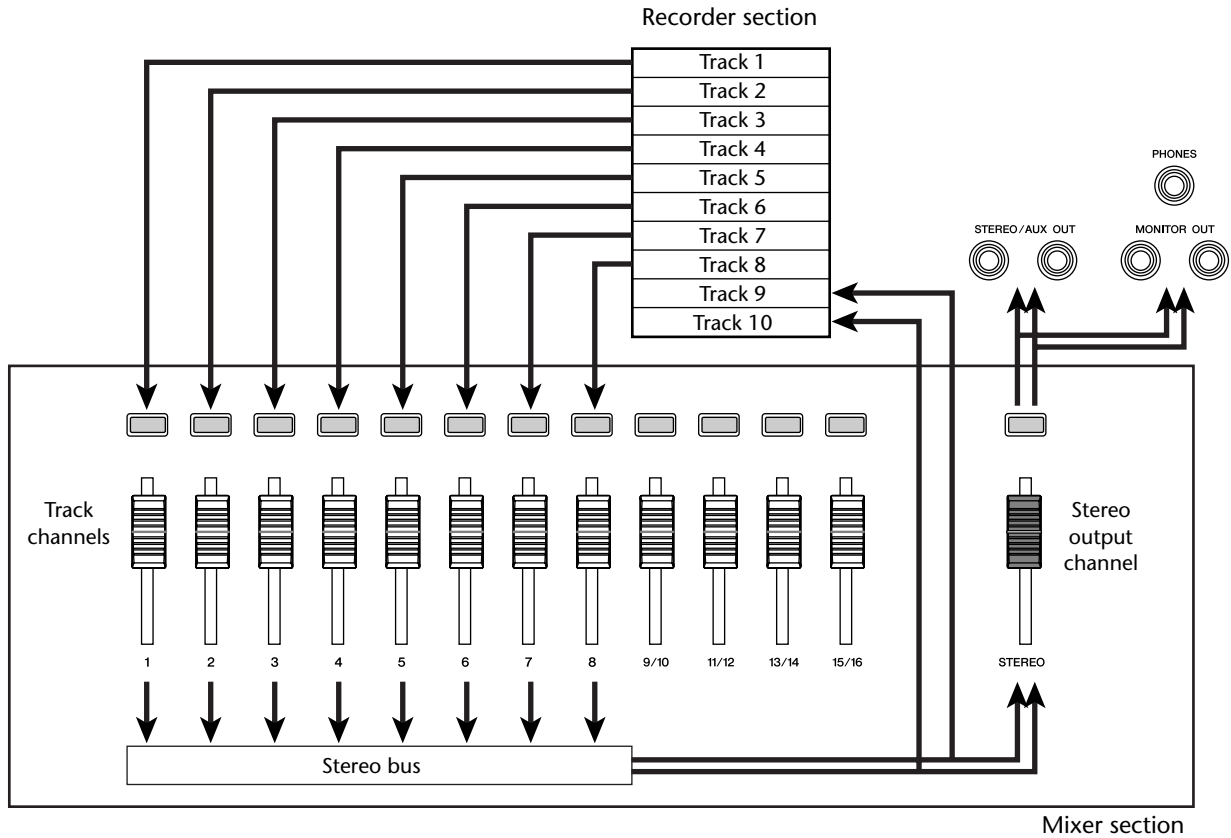 Recorder section
Track 1
Track 2
Track 3
Track 4
Track 5
Track 6
Track 7
Track 8
Track 9
Track 10
PHONES
STEREO/AUX OUT
MONITOR OUT
Track
channels
Stereo
output
channel
1 2 3 4 5 6 7 8 9/10 11/12 13/14 15/16 STEREO
Stereo bus
Mixer section